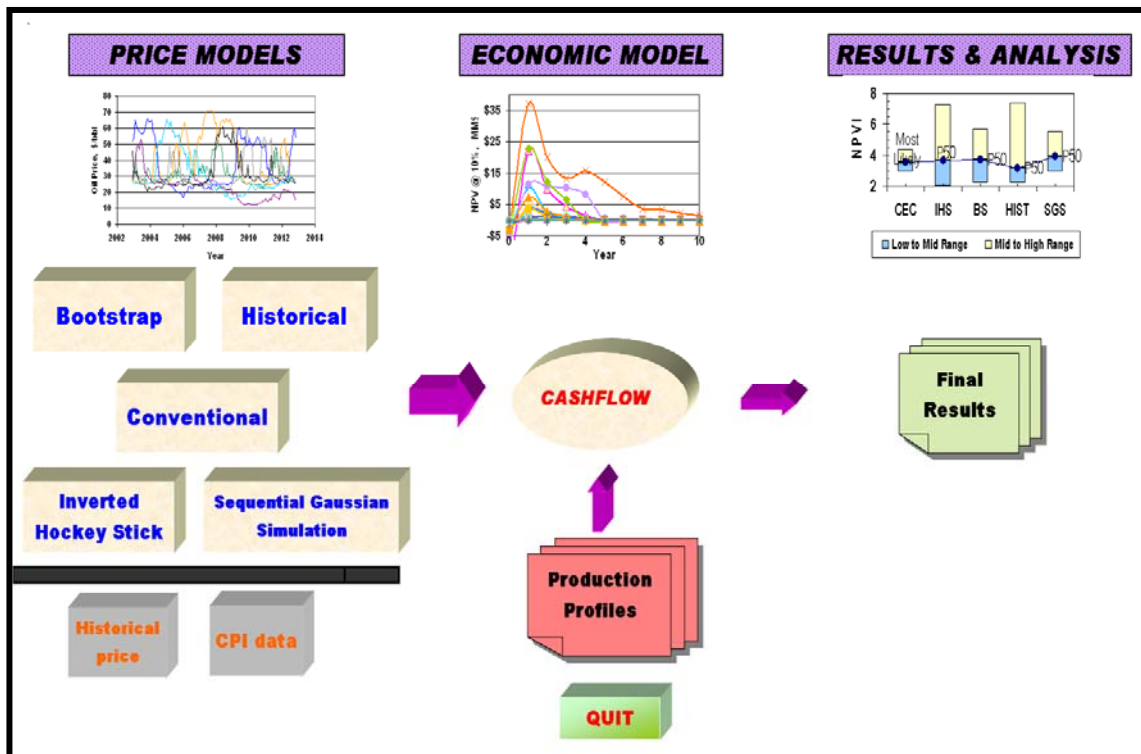 PRICE MODELS
ECONOMIC MODEL
RESULTS & ANALYSIS
Oil Price, $/bbl
80
70
60
50
40
30
20
10
0
2002 2004 2006 2008 2010 2012 2014
Year
NPV @ 10%, MM$
$35
$25
$15
$5
-$5
0 2 4 6 8 10
Year
NPVI
8
6
4
2
Most
P50 P50 P50
CEC IHS BS HIST SGS
Low to Mid Range Mid to High Range
Bootstrap
Historical
Conventional
Inverted
Hockey Stick
Sequential Gaussian
Simulation
Historical
price
CPI data
CASHFLOW
Production
Profiles
QUIT
Final
Results